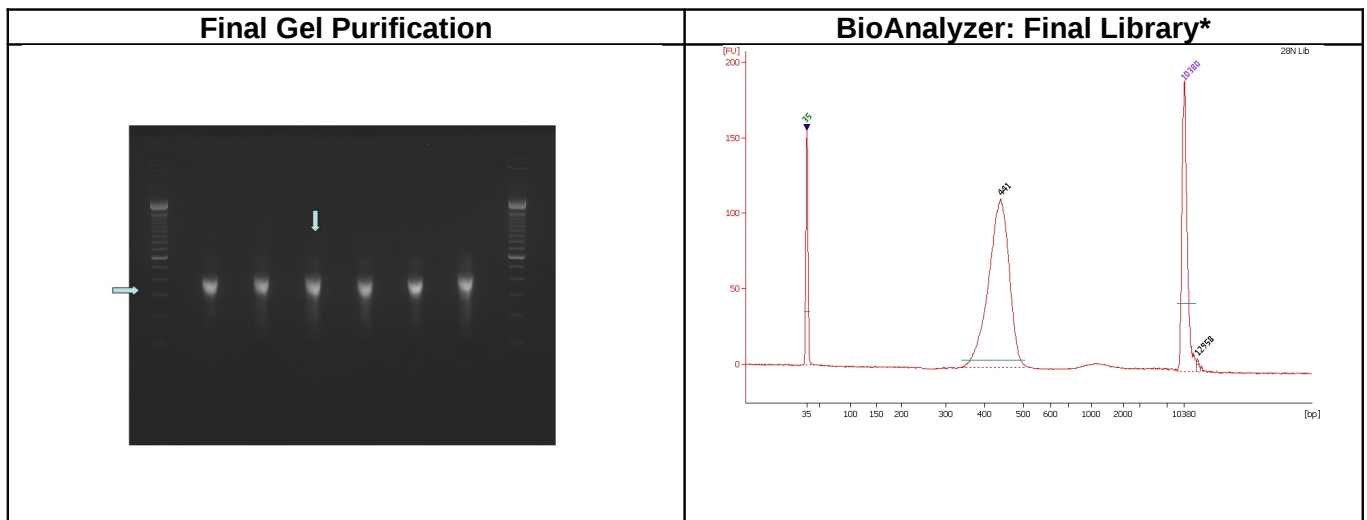 Final Gel Purification
BioAnalyzer: Final Library*
[FU]
28N Lib
200
150
100
50
0
35
441
10380
12958
35 100 150 200 300 400 500 600 1000 2000 10380 [bp]